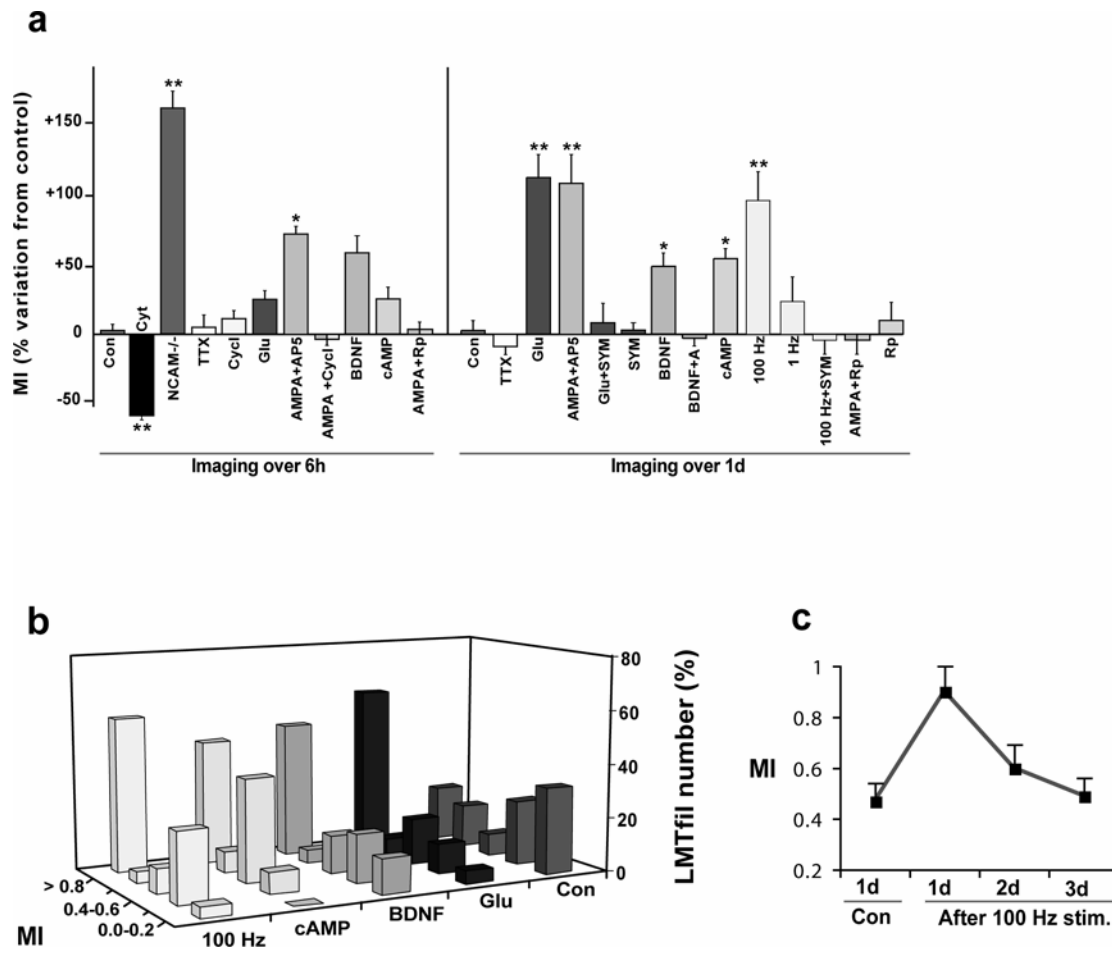 a
MI (% variation from control)
+150
+100
+50
0
-50
**
*
**
**
**
*
*
**
Con
Cyt
NCAM-/-
TTX
Cycl
Glu
AMPA+AP5
AMPA +Cycl
BDNF
cAMP
AMPA+Rp
Con
TTX
Glu
AMPA+AP5
Glu+SYM
SYM
BDNF
BDNF+A
cAMP
100 Hz
1 Hz
100 Hz+SYM
AMPA+Rp
Rp
Imaging over 6h
Imaging over 1d
b
LMTfil number (%)
80
60
40
20
0
> 0.8
0.4-0.6
0.0-0.2
MI
100 Hz
cAMP
BDNF
Glu
Con
c
MI
1
0.8
0.6
0.4
0.2
1d
1d
2d
3d
Con
After 100 Hz stim.